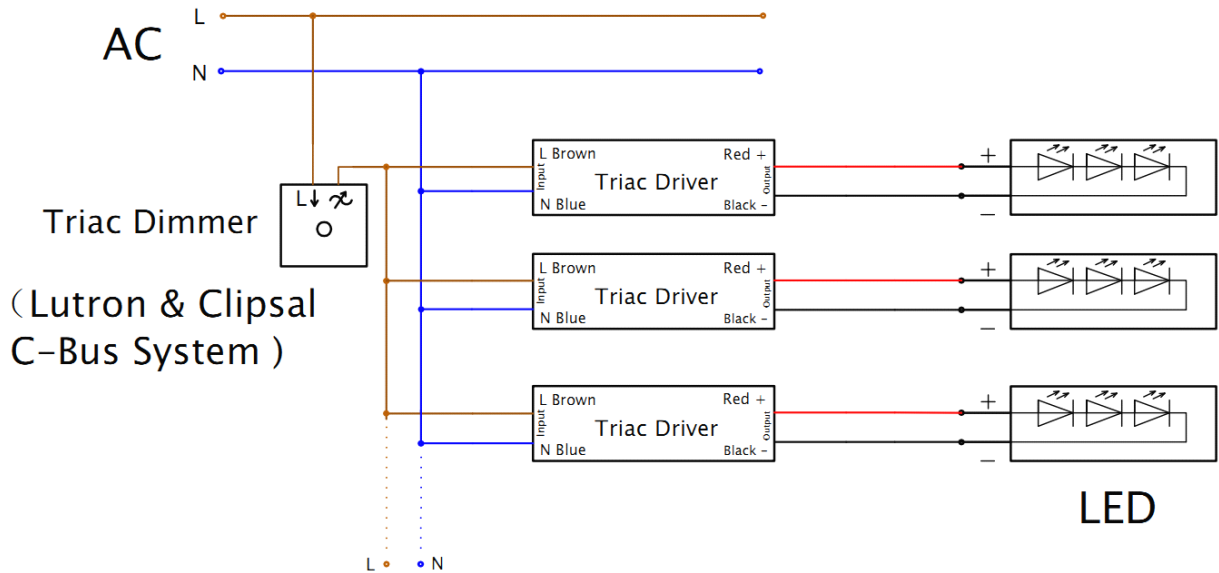 L
AC
N
L Brown
Red +
Input
Triac Driver
Output
N Blue
Black -
+
−
L
Triac Dimmer
(Lutron & Clipsal
C-Bus System )
L Brown
Red +
Input
Triac Driver
Output
N Blue
Black -
+
−
L Brown
Red +
Input
Triac Driver
Output
N Blue
Black -
+
−
LED
L
N